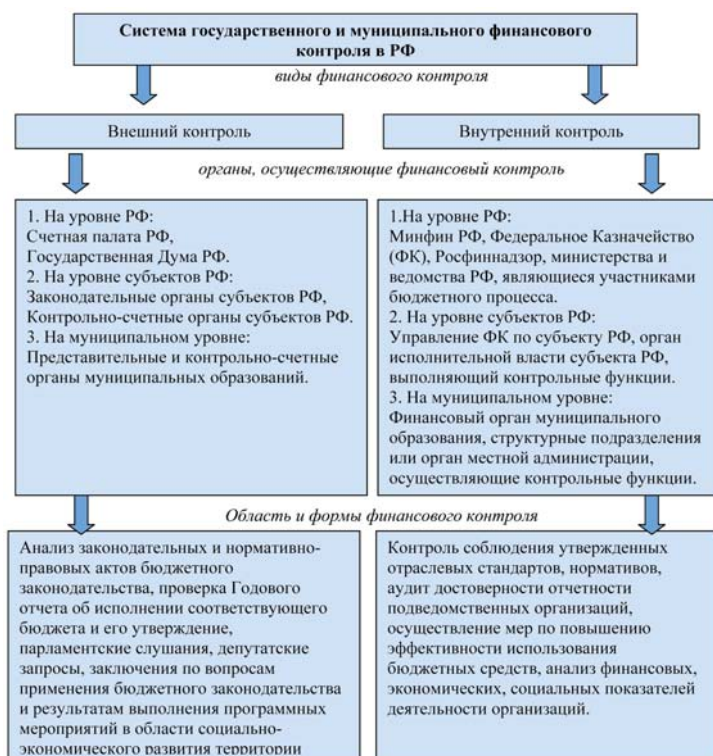 Система государственного и муниципального финансового
контроля в РФ
виды финансового контроля
Внешний контроль
Внутренний контроль
органы, осуществляющие финансовый контроль
1. На уровне РФ:
Счетная палата РФ,
Государственная Дума РФ.
2. На уровне субъектов РФ:
Законодательные органы субъектов РФ,
Контрольно-счетные органы субъектов РФ.
3. На муниципальном уровне:
Представительные и контрольно-счетные
органы муниципальных образований.
1.На уровне РФ:
Минфин РФ, Федеральное Казначейство
(ФК), Росфиннадзор, министерства и
ведомства РФ, являющиеся участниками
бюджетного процесса.
2. На уровне субъектов РФ:
Управление ФК по субъекту РФ, орган
исполнительной власти субъекта РФ,
выполняющий контрольные функции.
3. На муниципальном уровне:
Финансовый орган муниципального
образования, структурные подразделения
или орган местной администрации,
осуществляющие контрольные функции.
Область и формы финансового контроля
Анализ законодательных и нормативно-
правовых актов бюджетного
законодательства, проверка Годового
отчета об исполнении соответствующего
бюджета и его утверждение,
парламентские слушания, депутатские
запросы, заключения по вопросам
применения бюджетного законодательства
и результатам выполнения программных
мероприятий в области социально-
экономического развития территории
Контроль соблюдения утвержденных
отраслевых стандартов, нормативов,
аудит достоверности отчетности
подведомственных организаций,
осуществление мер по повышению
эффективности использования
бюджетных средств, анализ финансовых,
экономических, социальных показателей
деятельности организаций.